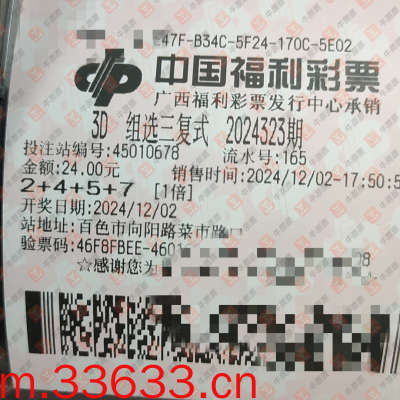 47F-B34C-5F24-170C-5E02
中国福利彩票
广西福利彩票发行中心承销
3D 组选三复式 2024323期
投注站编号:45010678 流水号:165
金额:24.00元 销售时间:2024/12/02-17:50:5
2+4+5+7 [1倍]
开奖日期:2024/12/02
站地址:百色市向阳路菜市路口
验票码:46F8FBEE-4601
☆感谢您为
08
m.33633.cn